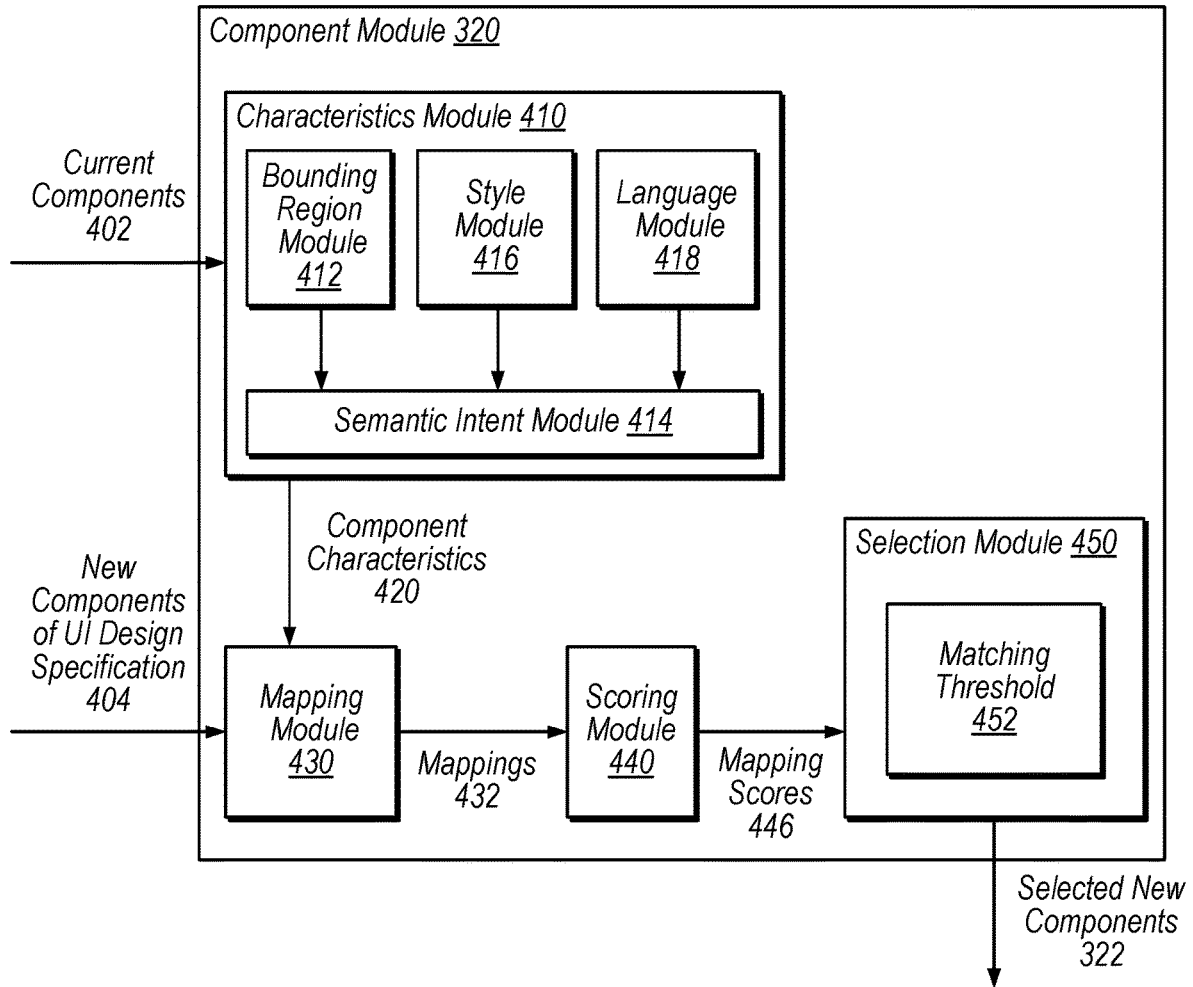 Component Module 320
Characteristics Module 410
Current
Components
402
Bounding
Region
Module
412
Style
Module
416
Language
Module
418
Semantic Intent Module 414
Component
Characteristics
420
New
Components
of UI Design
Specification
404
Mapping
Module
430
Mappings
432
Scoring
Module
440
Mapping
Scores
446
Selection Module 450
Matching
Threshold
452
Selected New
Components
322